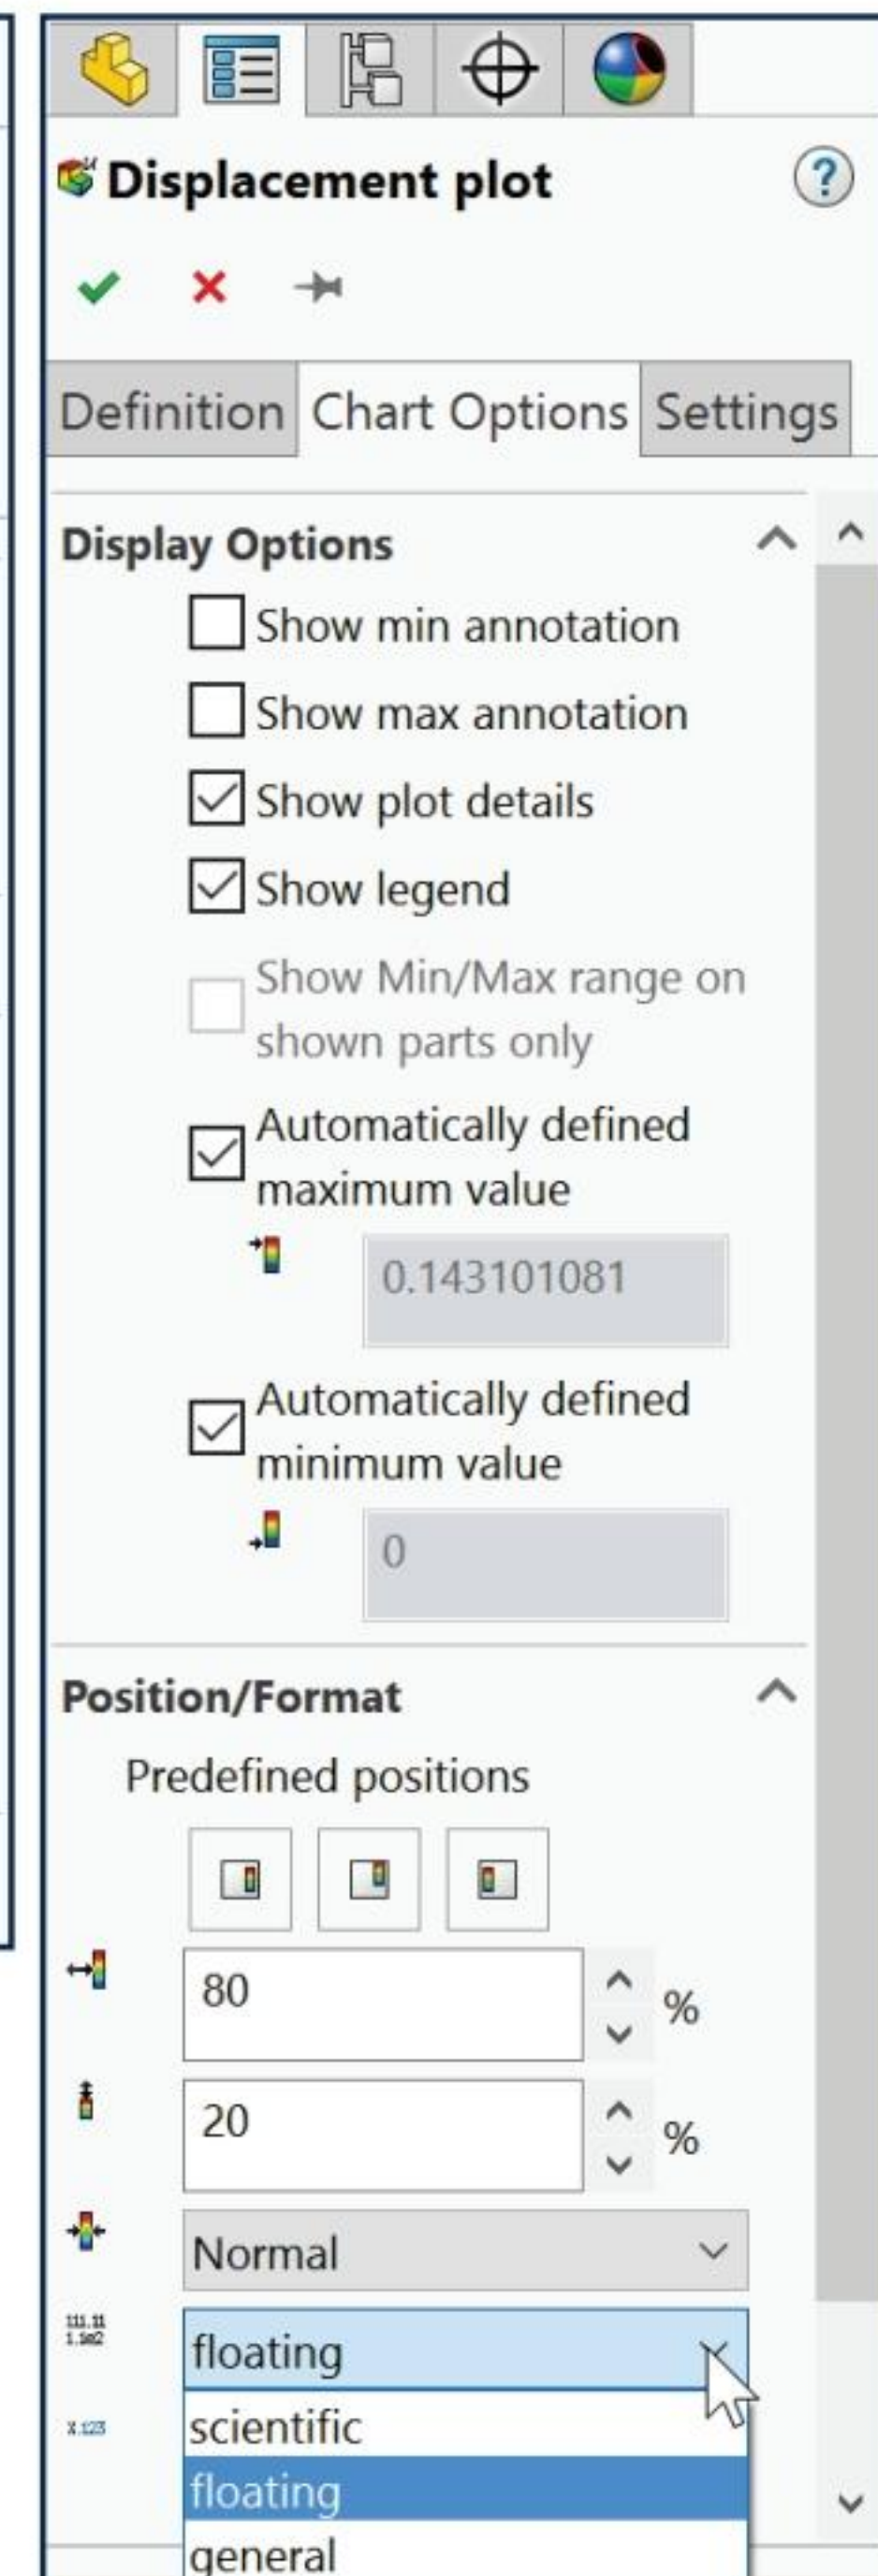 Displacement plot
?
Definition Chart Options Settings
Display Options
Show min annotation
Show max annotation
Show plot details
Show legend
Show Min/Max range on
shown parts only
Automatically defined
maximum value
0.143101081
Automatically defined
minimum value
0
Position/Format
Predefined positions
80 %
20 %
Normal
floating
scientific
x.123
floating
general